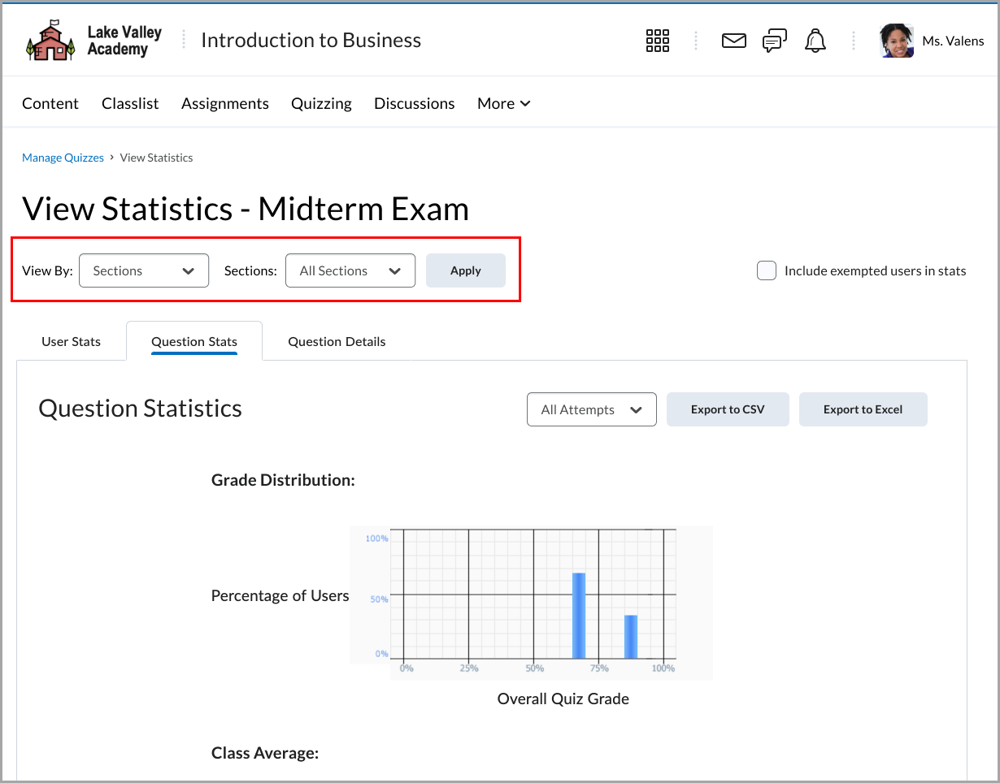 Lake Valley
Academy
Introduction to Business
Ms. Valens
Content Classlist Assignments Quizzing Discussions More
Manage Quizzes › View Statistics
View Statistics - Midterm Exam
View By: Sections Sections: All Sections Apply Include exempted users in stats
User Stats Question Stats Question Details
Question Statistics All Attempts Export to CSV Export to Excel
Grade Distribution:
100%
Percentage of Users 50%
0%
0% 25% 50% 75% 100%
Overall Quiz Grade
Class Average: